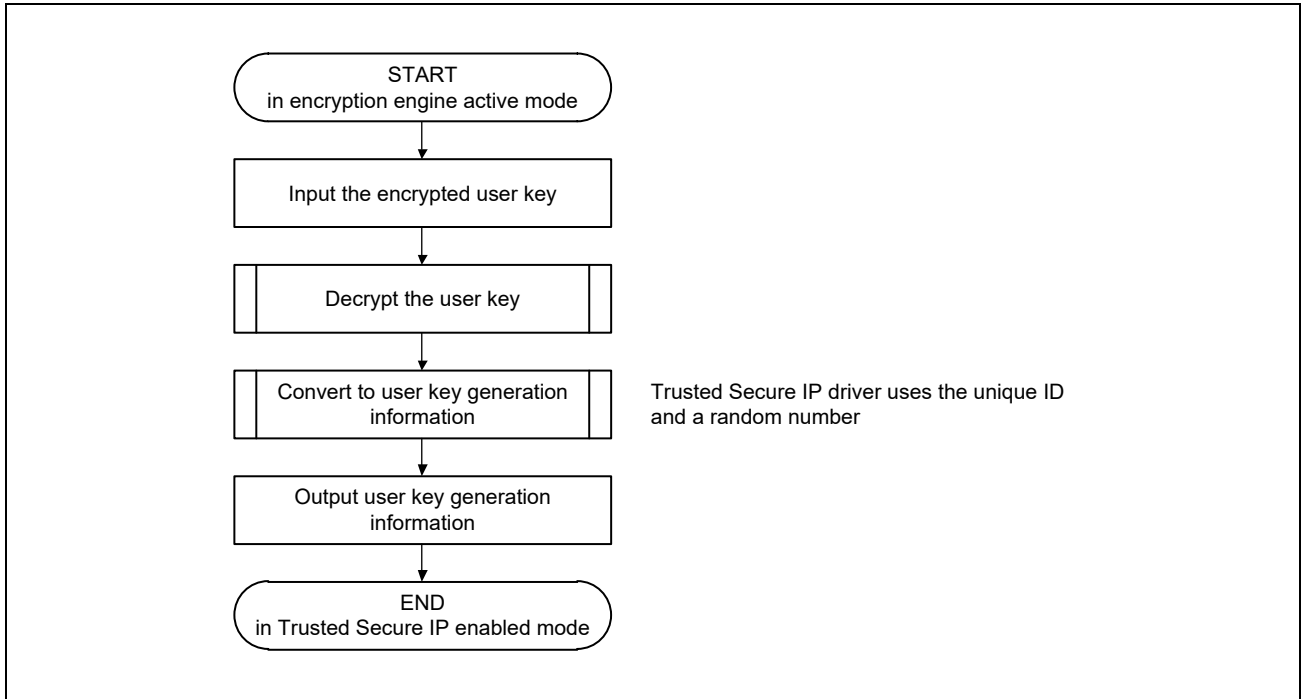 START
in encryption engine active mode
Input the encrypted user key
Decrypt the user key
Convert to user key generation
information
Trusted Secure IP driver uses the unique ID
and a random number
Output user key generation
information
END
in Trusted Secure IP enabled mode